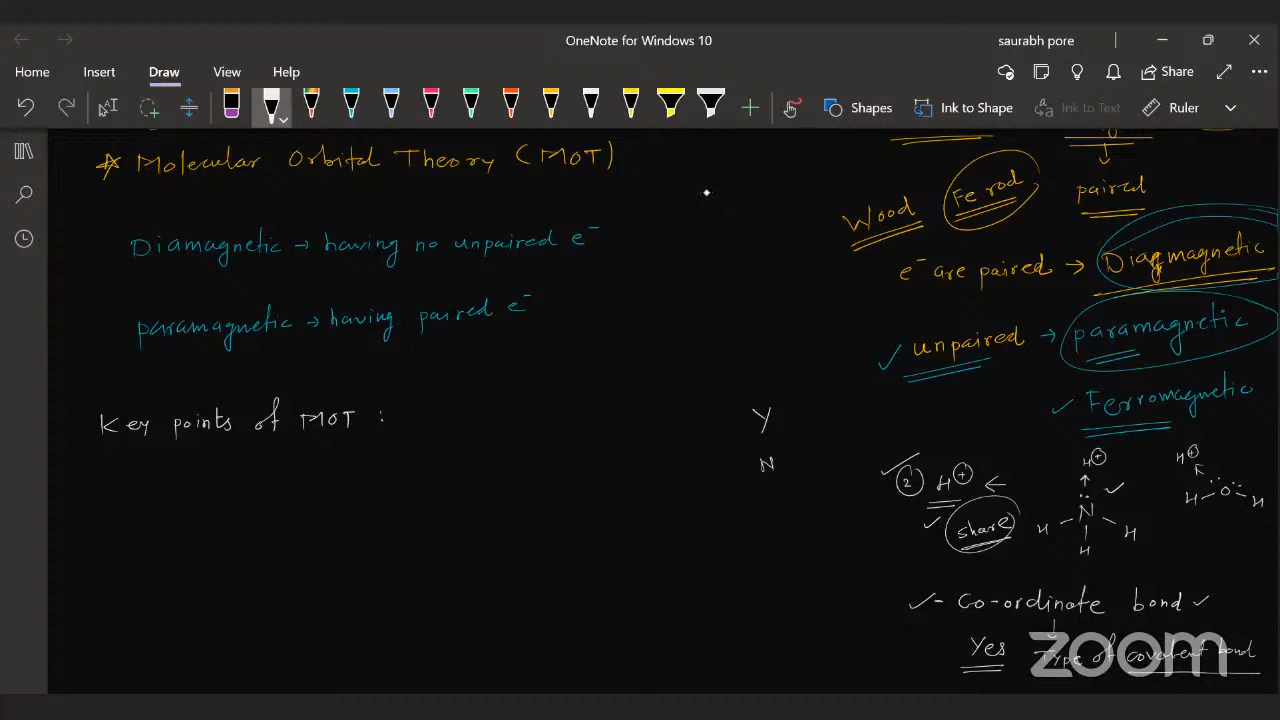 OneNote for Windows 10
saurabh pore
Home Insert Draw View Help
Share
Shapes
Ink to Shape
Ink to Text
Ruler
☆ Molecular Orbital Theory (MOT)
Diamagnetic → having no unpaired e⁻
paramagnetic → having paired e⁻
Key points of MOT :
Y
N
paired
Wood Fe rod
e⁻ are paired → Diamagnetic
✓ unpaired → paramagnetic
✓ Ferromagnetic
② H⊕ ←
✓ share
H⊕
N
H H
H
H⊕
H-O-H
✓ - Co-ordinate bond ✓
Yes Type of covalent bond
zoom